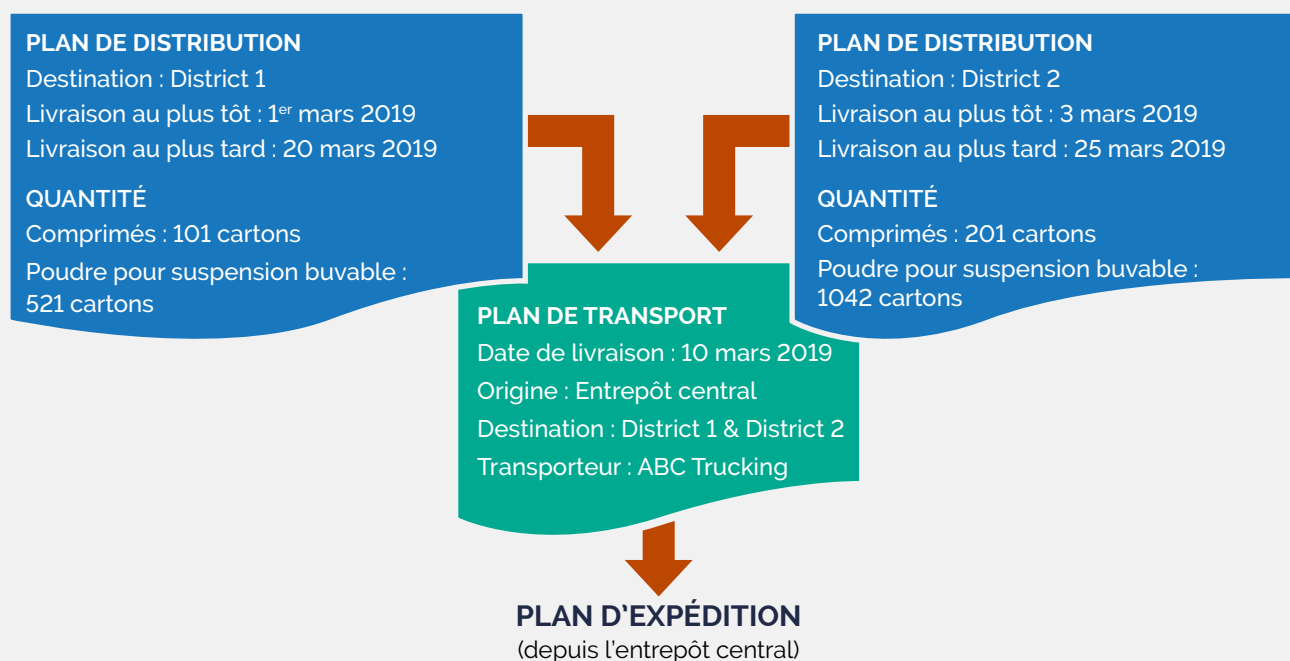 PLAN DE DISTRIBUTION
Destination : District 1
Livraison au plus tôt : 1er mars 2019
Livraison au plus tard : 20 mars 2019
QUANTITÉ
Comprimés : 101 cartons
Poudre pour suspension buvable :
521 cartons
PLAN DE DISTRIBUTION
Destination : District 2
Livraison au plus tôt : 3 mars 2019
Livraison au plus tard : 25 mars 2019
QUANTITÉ
Comprimés : 201 cartons
Poudre pour suspension buvable :
1042 cartons
PLAN DE TRANSPORT
Date de livraison : 10 mars 2019
Origine : Entrepôt central
Destination : District 1 & District 2
Transporteur : ABC Trucking
PLAN D’EXPÉDITION
(depuis l’entrepôt central)